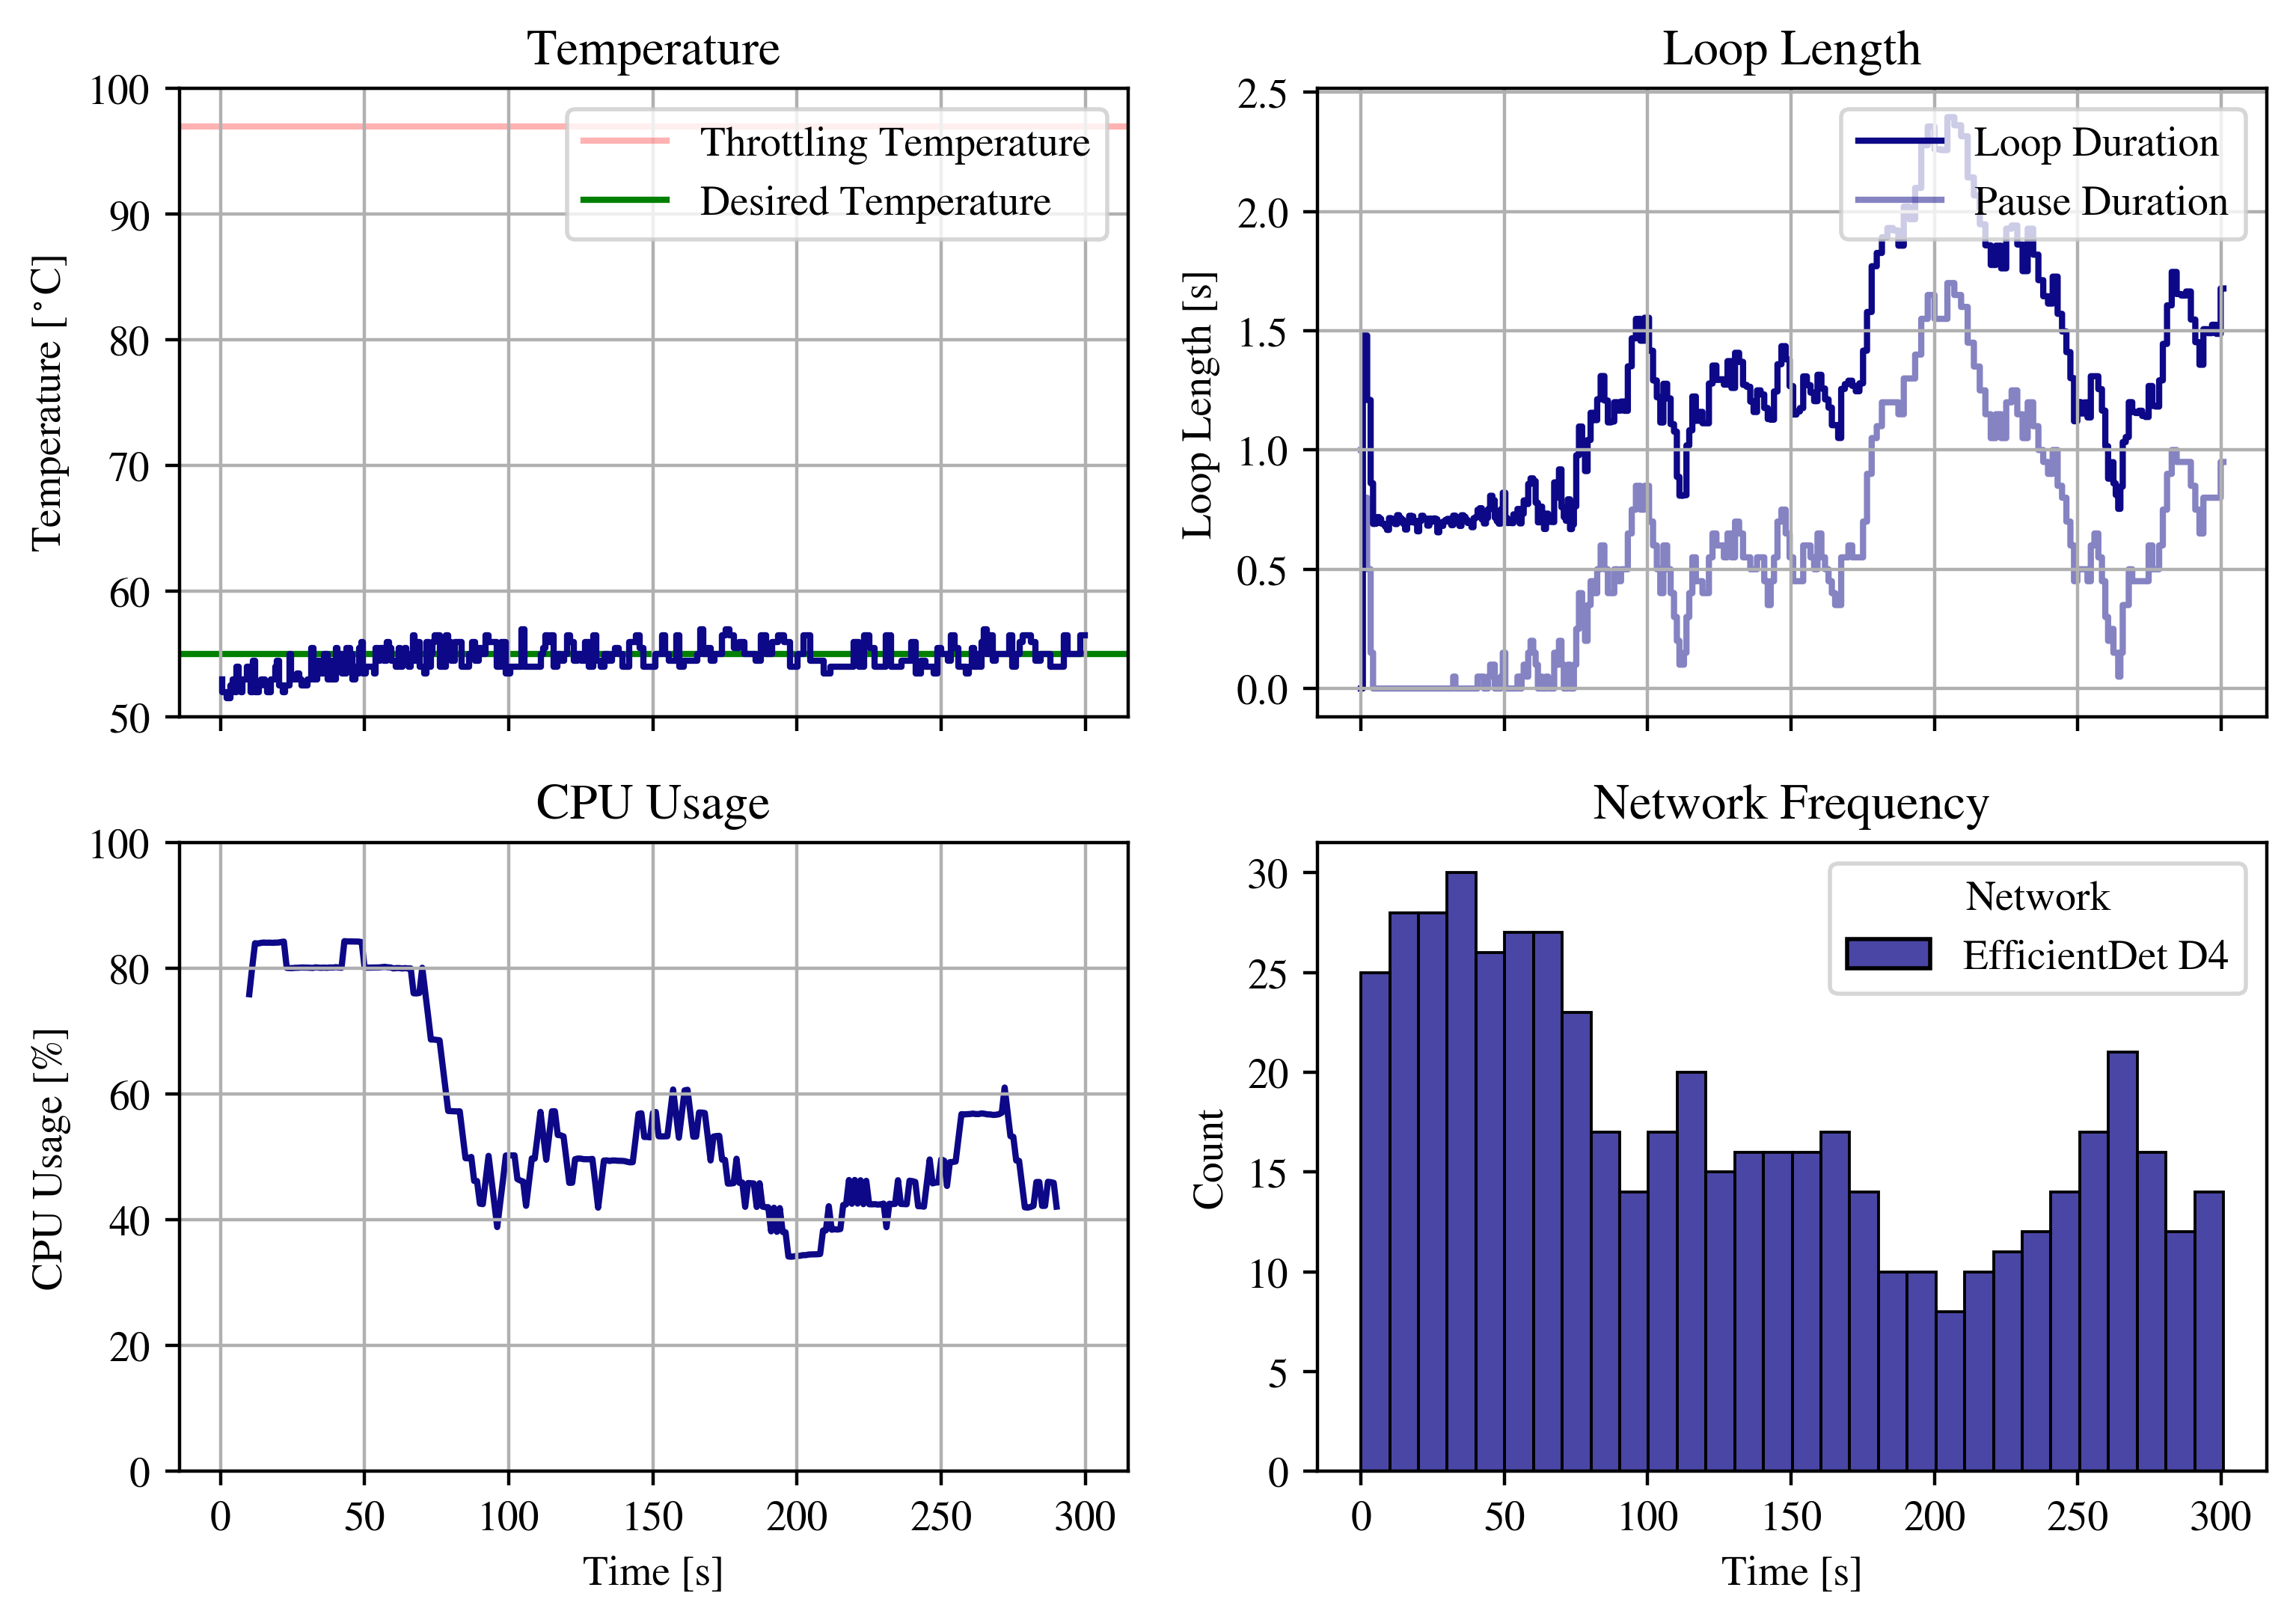 Temperature
100
90
80
70
60
50
Temperature [°C]
Throttling Temperature
Desired Temperature
Loop Length
2.5
2.0
1.5
1.0
0.5
0.0
Loop Length [s]
Loop Duration
Pause Duration
CPU Usage
100
80
60
40
20
0
CPU Usage [%]
0 50 100 150 200 250 300
Time [s]
Network Frequency
30
25
20
15
10
5
0
Count
Network
EfficientDet D4
0 50 100 150 200 250 300
Time [s]